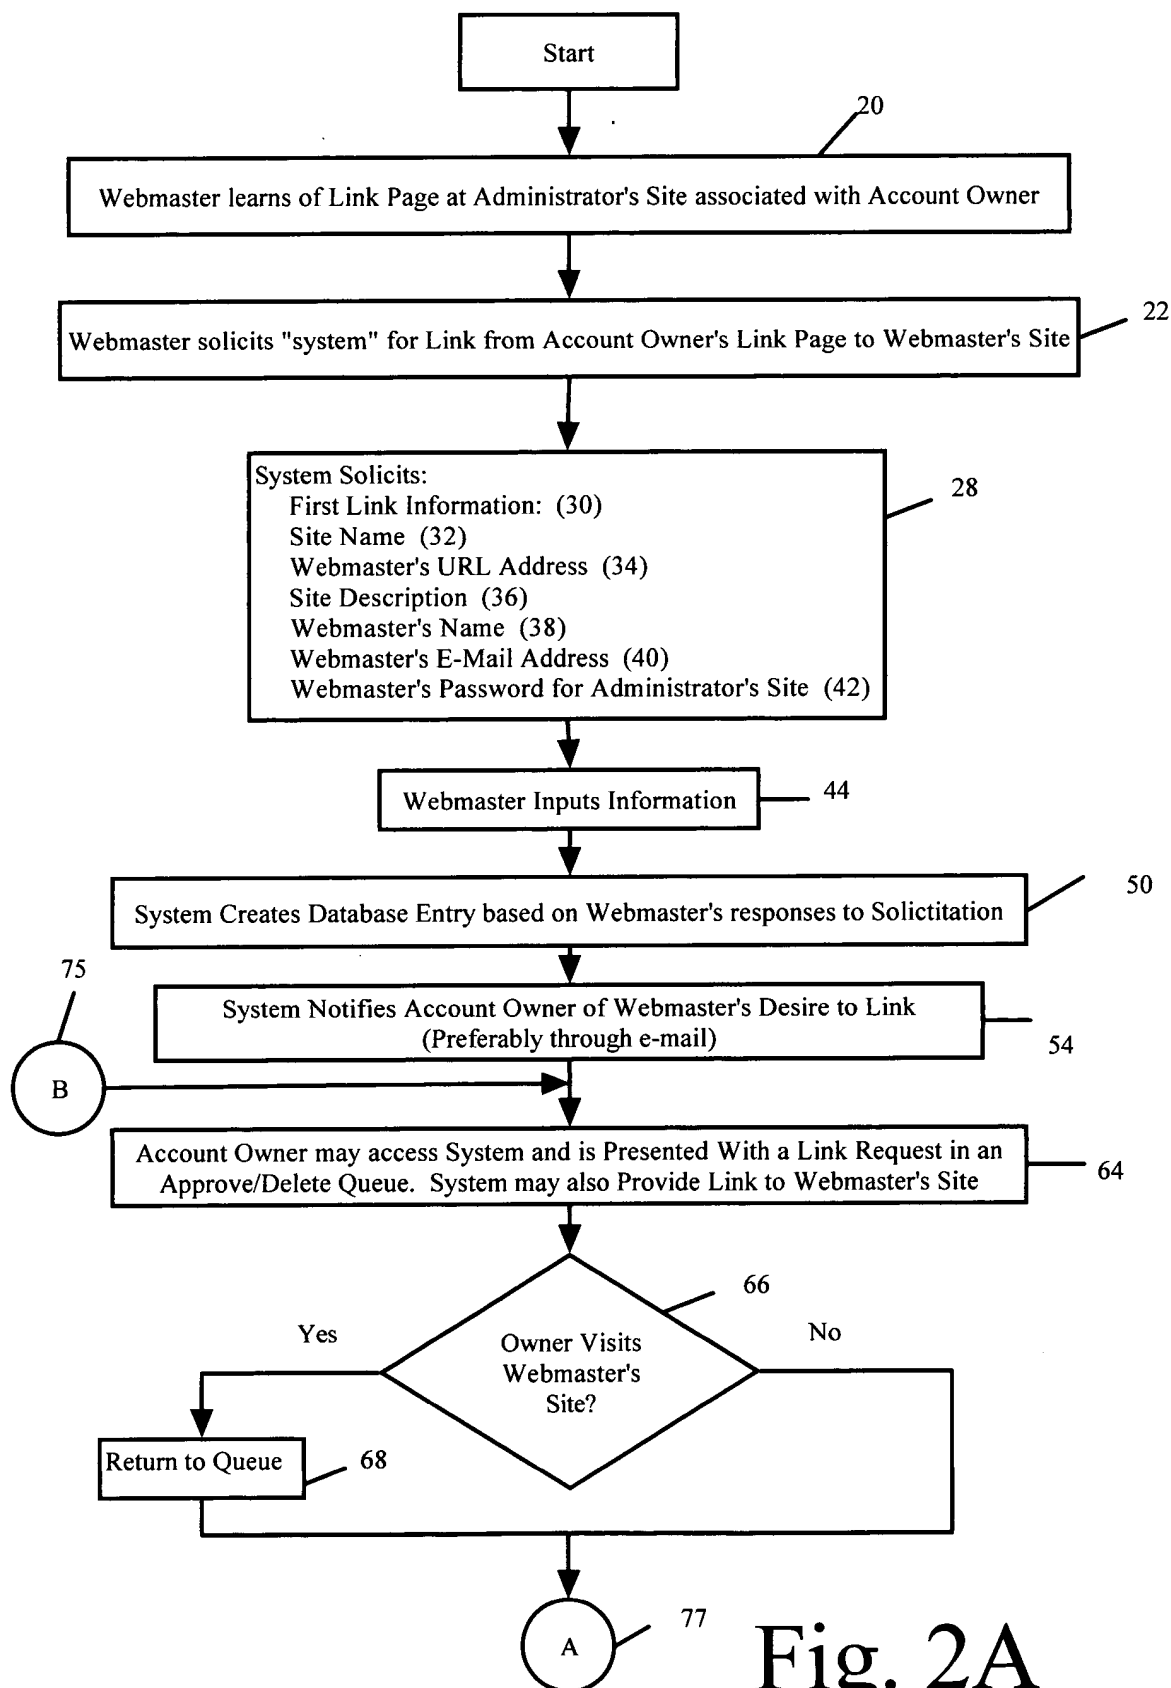 Start
20
Webmaster learns of Link Page at Administrator's Site associated with Account Owner
22
Webmaster solicits "system" for Link from Account Owner's Link Page to Webmaster's Site
System Solicits:
28
First Link Information: (30)
Site Name (32)
Webmaster's URL Address (34)
Site Description (36)
Webmaster's Name (38)
Webmaster's E-Mail Address (40)
Webmaster's Password for Administrator's Site (42)
Webmaster Inputs Information
44
System Creates Database Entry based on Webmaster's responses to Solictitation
50
75
System Notifies Account Owner of Webmaster's Desire to Link
(Preferably through e-mail)
54
B
Account Owner may access System and is Presented With a Link Request in an
Approve/Delete Queue. System may also Provide Link to Webmaster's Site
64
66
Yes
No
Owner Visits
Webmaster's
Site?
Return to Queue
68
A
77
Fig. 2A